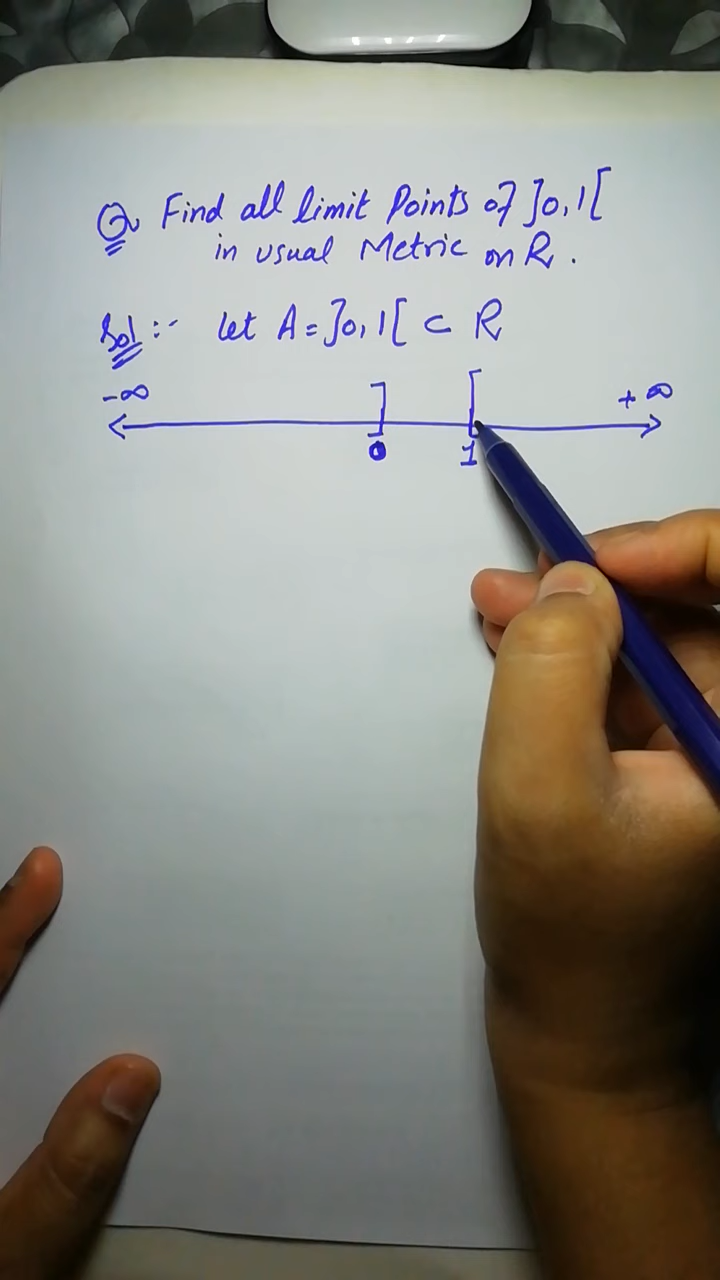 Q Find all limit Points of ]0,1[
in usual Metric on R.
Sol:- let A = ]0,1[ ⊂ R
-∞ ] [ +∞
0 1